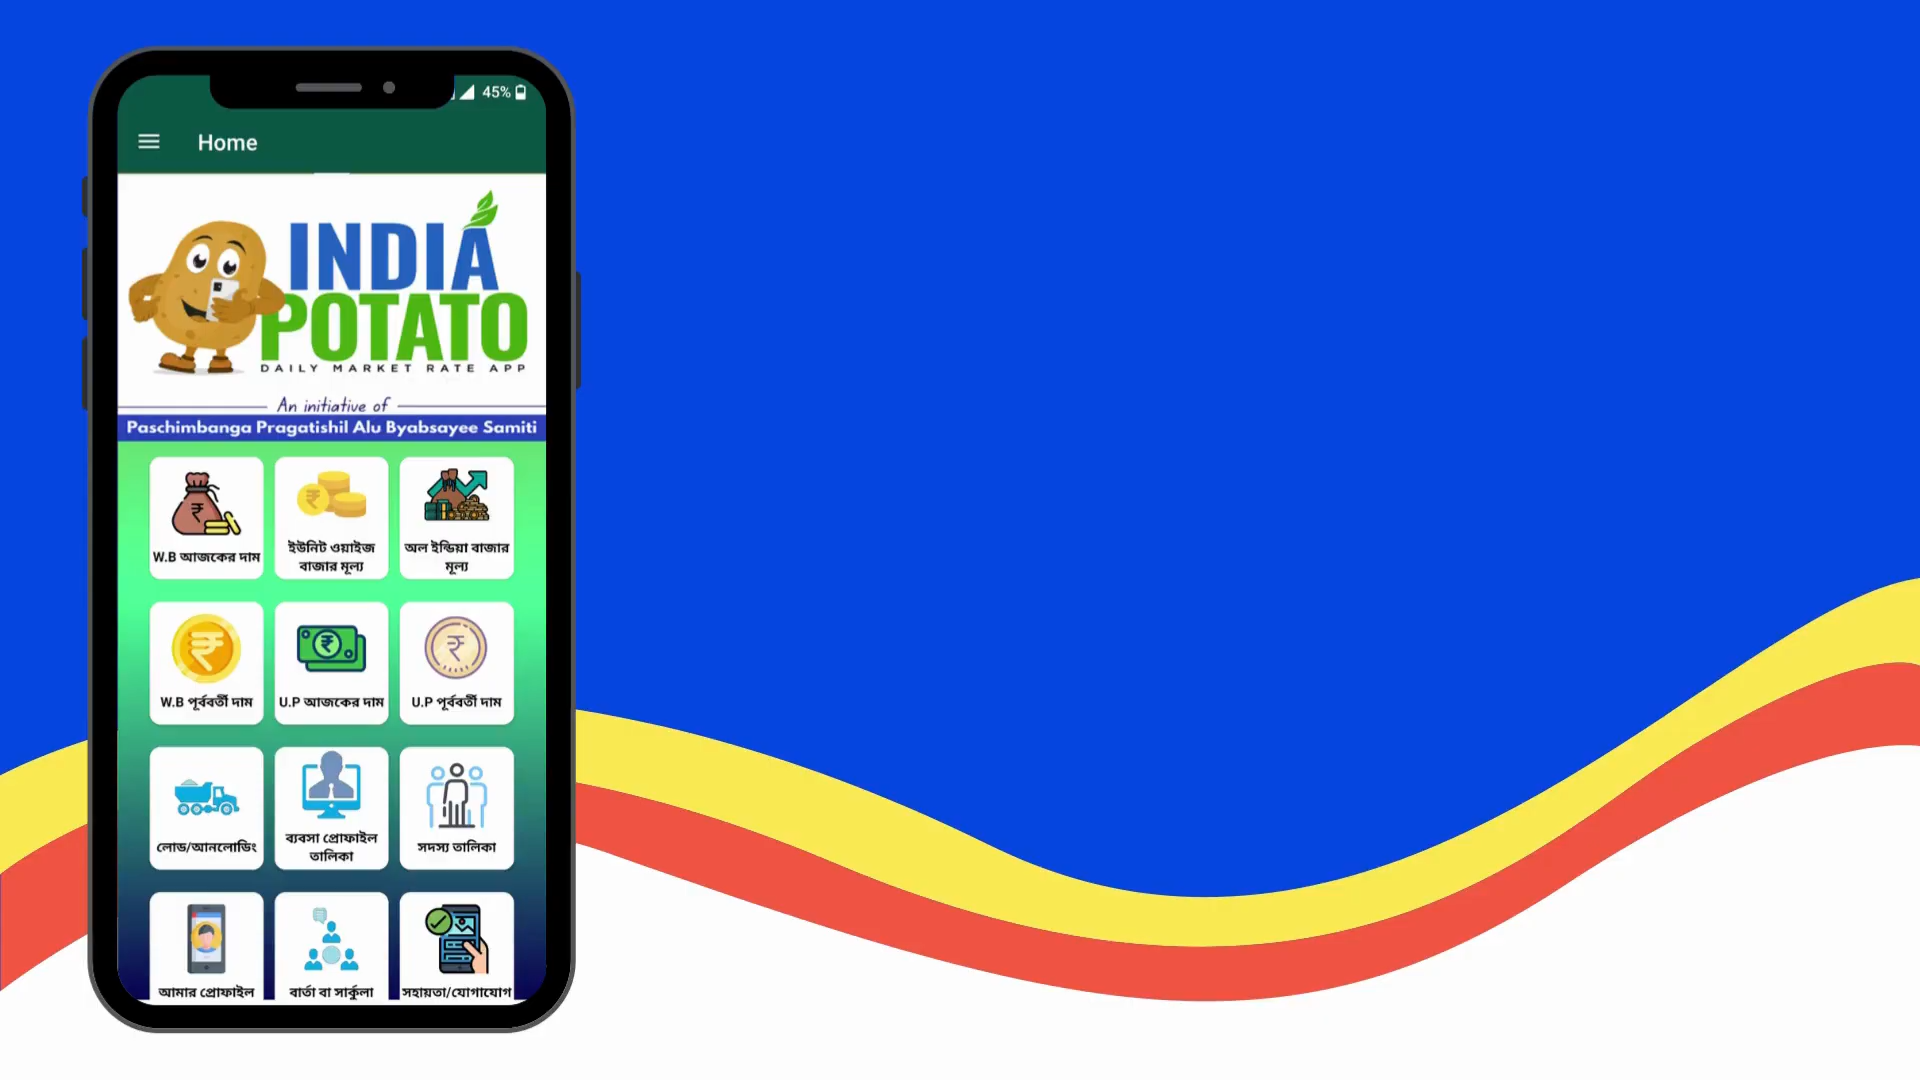 45%
Home
INDIA
POTATO
DAILY MARKET RATE APP
An initiative of
Paschimbanga Pragatishil Alu Byabsayee Samiti
W.B আজকের দাম
ইউনিট ওয়াইজ
বাজার মূল্য
অল ইন্ডিয়া বাজার
মূল্য
W.B পূর্ববর্তী দাম
U.P আজকের দাম
U.P পূর্ববর্তী দাম
লোড/আনলোডিং
ব্যবসা প্রোফাইল
তালিকা
সদস্য তালিকা
আমার প্রোফাইল
বার্তা বা সার্কুলা
সহায়তা/যোগাযোগ